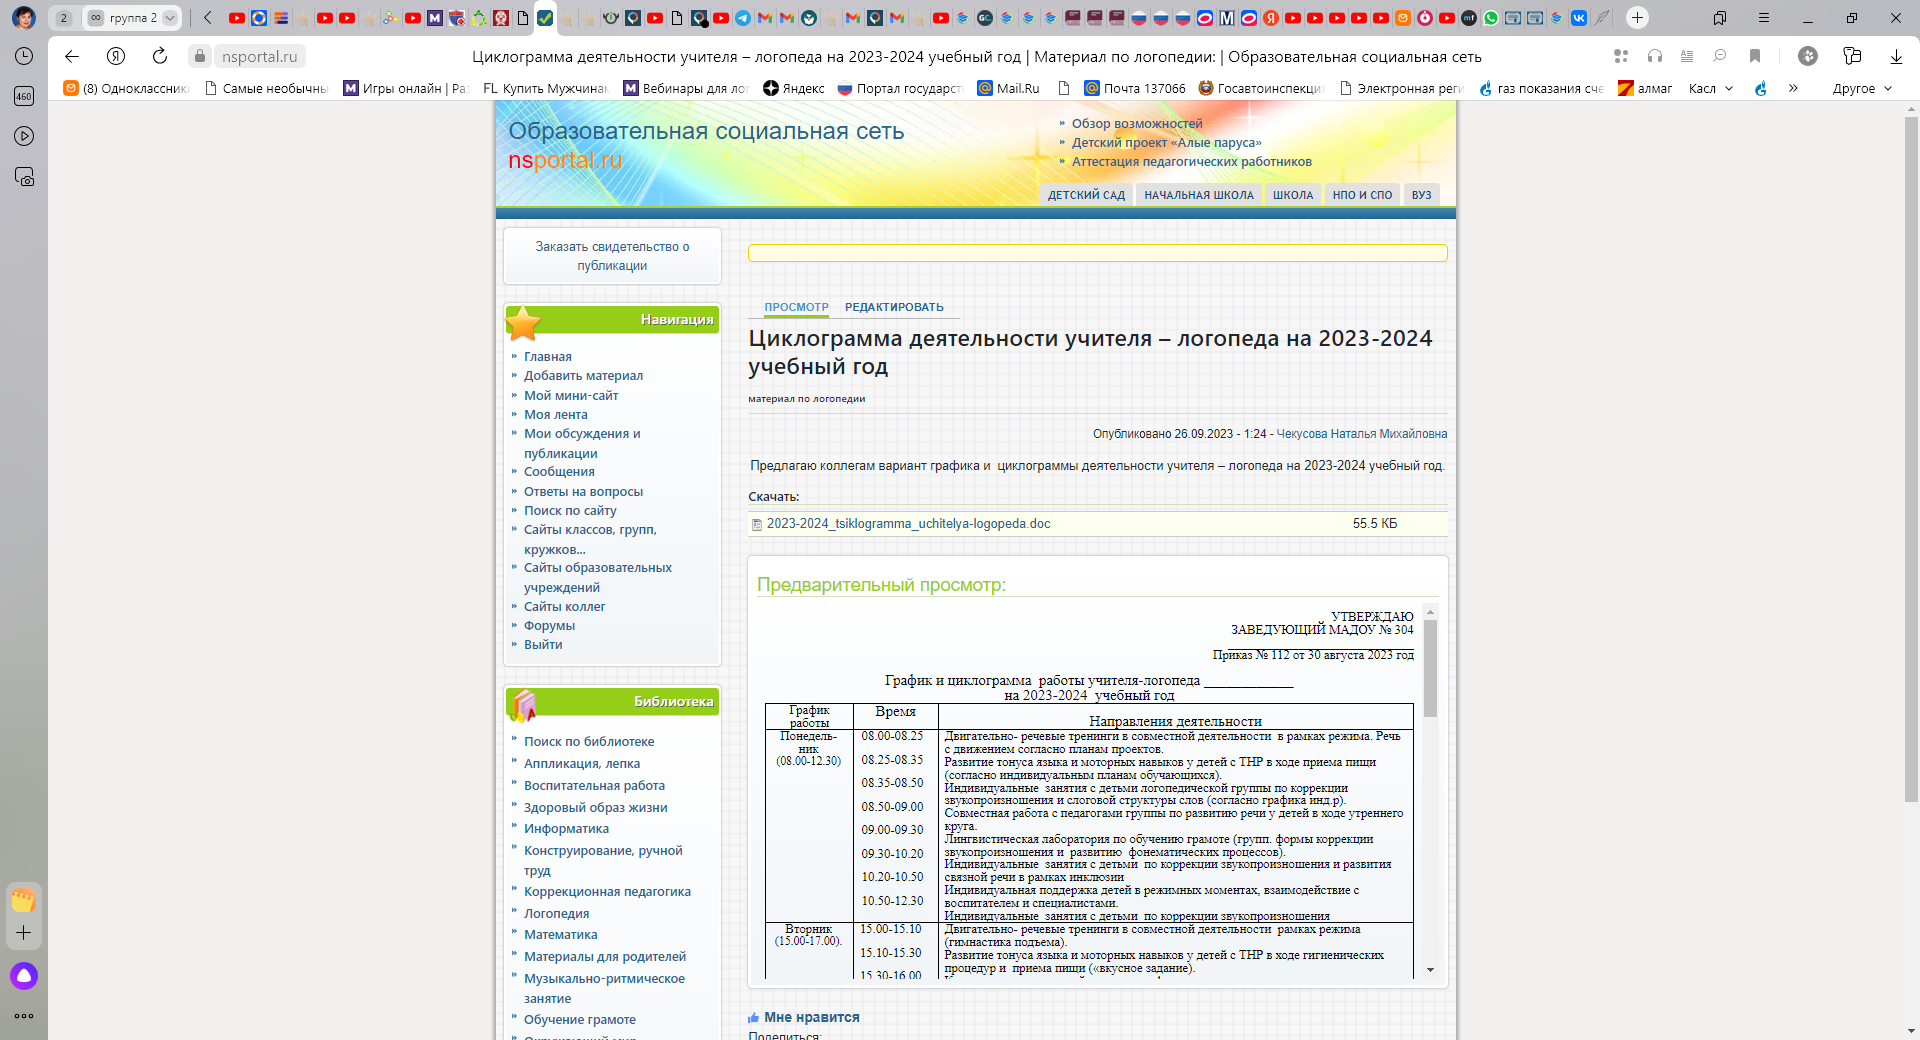 2
группа 2
nsportal.ru
Циклограмма деятельности учителя – логопеда на 2023-2024 учебный год | Материал по логопедии: | Образовательная социальная сеть
460
(8) Одноклассник
Самые необычны
Игры онлайн | Ра
FL Купить Мужчинам
Вебинары для лог
Яндекс
Портал государст
Mail.Ru
Почта 137066
Госавтоинспекци
Электронная реги
газ показания сче
алмаг
Касл
Другое
Образовательная социальная сеть
nsportal.ru
Обзор возможностей
Детский проект «Алые паруса»
Аттестация педагогических работников
ДЕТСКИЙ САД
НАЧАЛЬНАЯ ШКОЛА
ШКОЛА
НПО И СПО
ВУЗ
Заказать свидетельство о
публикации
Навигация
Главная
Добавить материал
Мой мини-сайт
Моя лента
Мои обсуждения и
публикации
Сообщения
Ответы на вопросы
Поиск по сайту
Сайты классов, групп,
кружков...
Сайты образовательных
учреждений
Сайты коллег
Форумы
Выйти
Библиотека
Поиск по библиотеке
Аппликация, лепка
Воспитательная работа
Здоровый образ жизни
Информатика
Конструирование, ручной
труд
Коррекционная педагогика
Логопедия
Математика
Материалы для родителей
Музыкально-ритмическое
занятие
Обучение грамоте
ПРОСМОТР
РЕДАКТИРОВАТЬ
Циклограмма деятельности учителя – логопеда на 2023-2024
учебный год
материал по логопедии
Опубликовано 26.09.2023 - 1:24 - Чекусова Наталья Михайловна
Предлагаю коллегам вариант графика и  циклограммы деятельности учителя – логопеда на 2023-2024 учебный год.
Скачать:
2023-2024_tsiklogramma_uchitelya-logopeda.doc
55.5 КБ
Предварительный просмотр:
УТВЕРЖДАЮ
ЗАВЕДУЮЩИЙ МАДОУ № 304
Приказ № 112 от 30 августа 2023 год
График и циклограмма  работы учителя-логопеда ____________
на 2023-2024  учебный год
График
работы
Время
Направления деятельности
Понедель-
ник
(08.00-12.30)
08.00-08.25
08.25-08.35
08.35-08.50
08.50-09.00
09.00-09.30
09.30-10.20
10.20-10.50
10.50-12.30
Двигательно- речевые тренинги в совместной деятельности  в рамках режима. Речь
с движением согласно планам проектов.
Развитие тонуса языка и моторных навыков у детей с ТНР в ходе приема пищи
(согласно индивидуальным планам обучающихся).
Индивидуальные  занятия с детьми логопедической группы по коррекции
звукопроизношения и слоговой структуры слов (согласно графика инд.р).
Совместная работа с педагогами группы по развитию речи у детей в ходе утреннего
круга.
Лингвистическая лаборатория по обучению грамоте (групп. формы коррекции
звукопроизношения и  развитию  фонематических процессов).
Индивидуальные  занятия с детьми  по коррекции звукопроизношения и развития
связной речи в рамках инклюзии
Индивидуальная поддержка детей в режимных моментах, взаимодействие с
воспитателем и специалистами.
Индивидуальные  занятия с детьми  по коррекции звукопроизношения
Вторник
(15.00-17.00).
15.00-15.10
15.10-15.30
15.30-16.00
Двигательно- речевые тренинги в совместной деятельности  рамках режима
(гимнастика подъема).
Развитие тонуса языка и моторных навыков у детей с ТНР в ходе гигиенических
процедур и  приема пищи («вкусное задание).
Мне нравится
Поделиться: